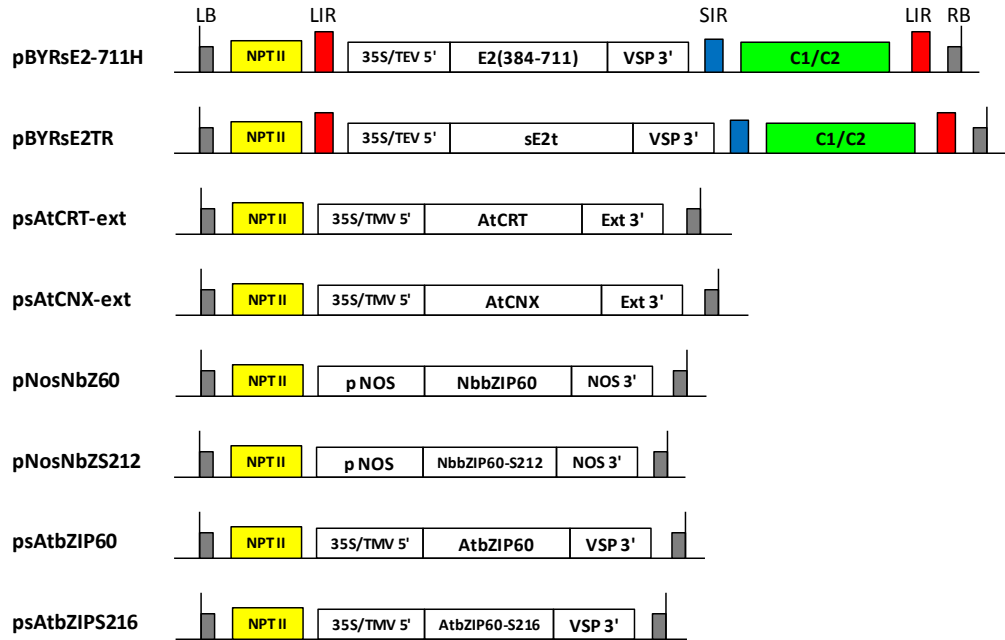 LB LIR SIR LIR RB
pBYRsE2-711H NPT II 35S/TEV 5' E2(384-711) VSP 3' C1/C2
pBYRsE2TR NPT II 35S/TEV 5' sE2t VSP 3' C1/C2
psAtCRT-ext NPT II 35S/TMV 5' AtCRT Ext 3'
psAtCNX-ext NPT II 35S/TMV 5' AtCNX Ext 3'
pNosNbZ60 NPT II p NOS NbbZIP60 NOS 3'
pNosNbZS212 NPT II p NOS NbbZIP60-S212 NOS 3'
psAtbZIP60 NPT II 35S/TMV 5' AtbZIP60 VSP 3'
psAtbZIPS216 NPT II 35S/TMV 5' AtbZIP60-S216 VSP 3'